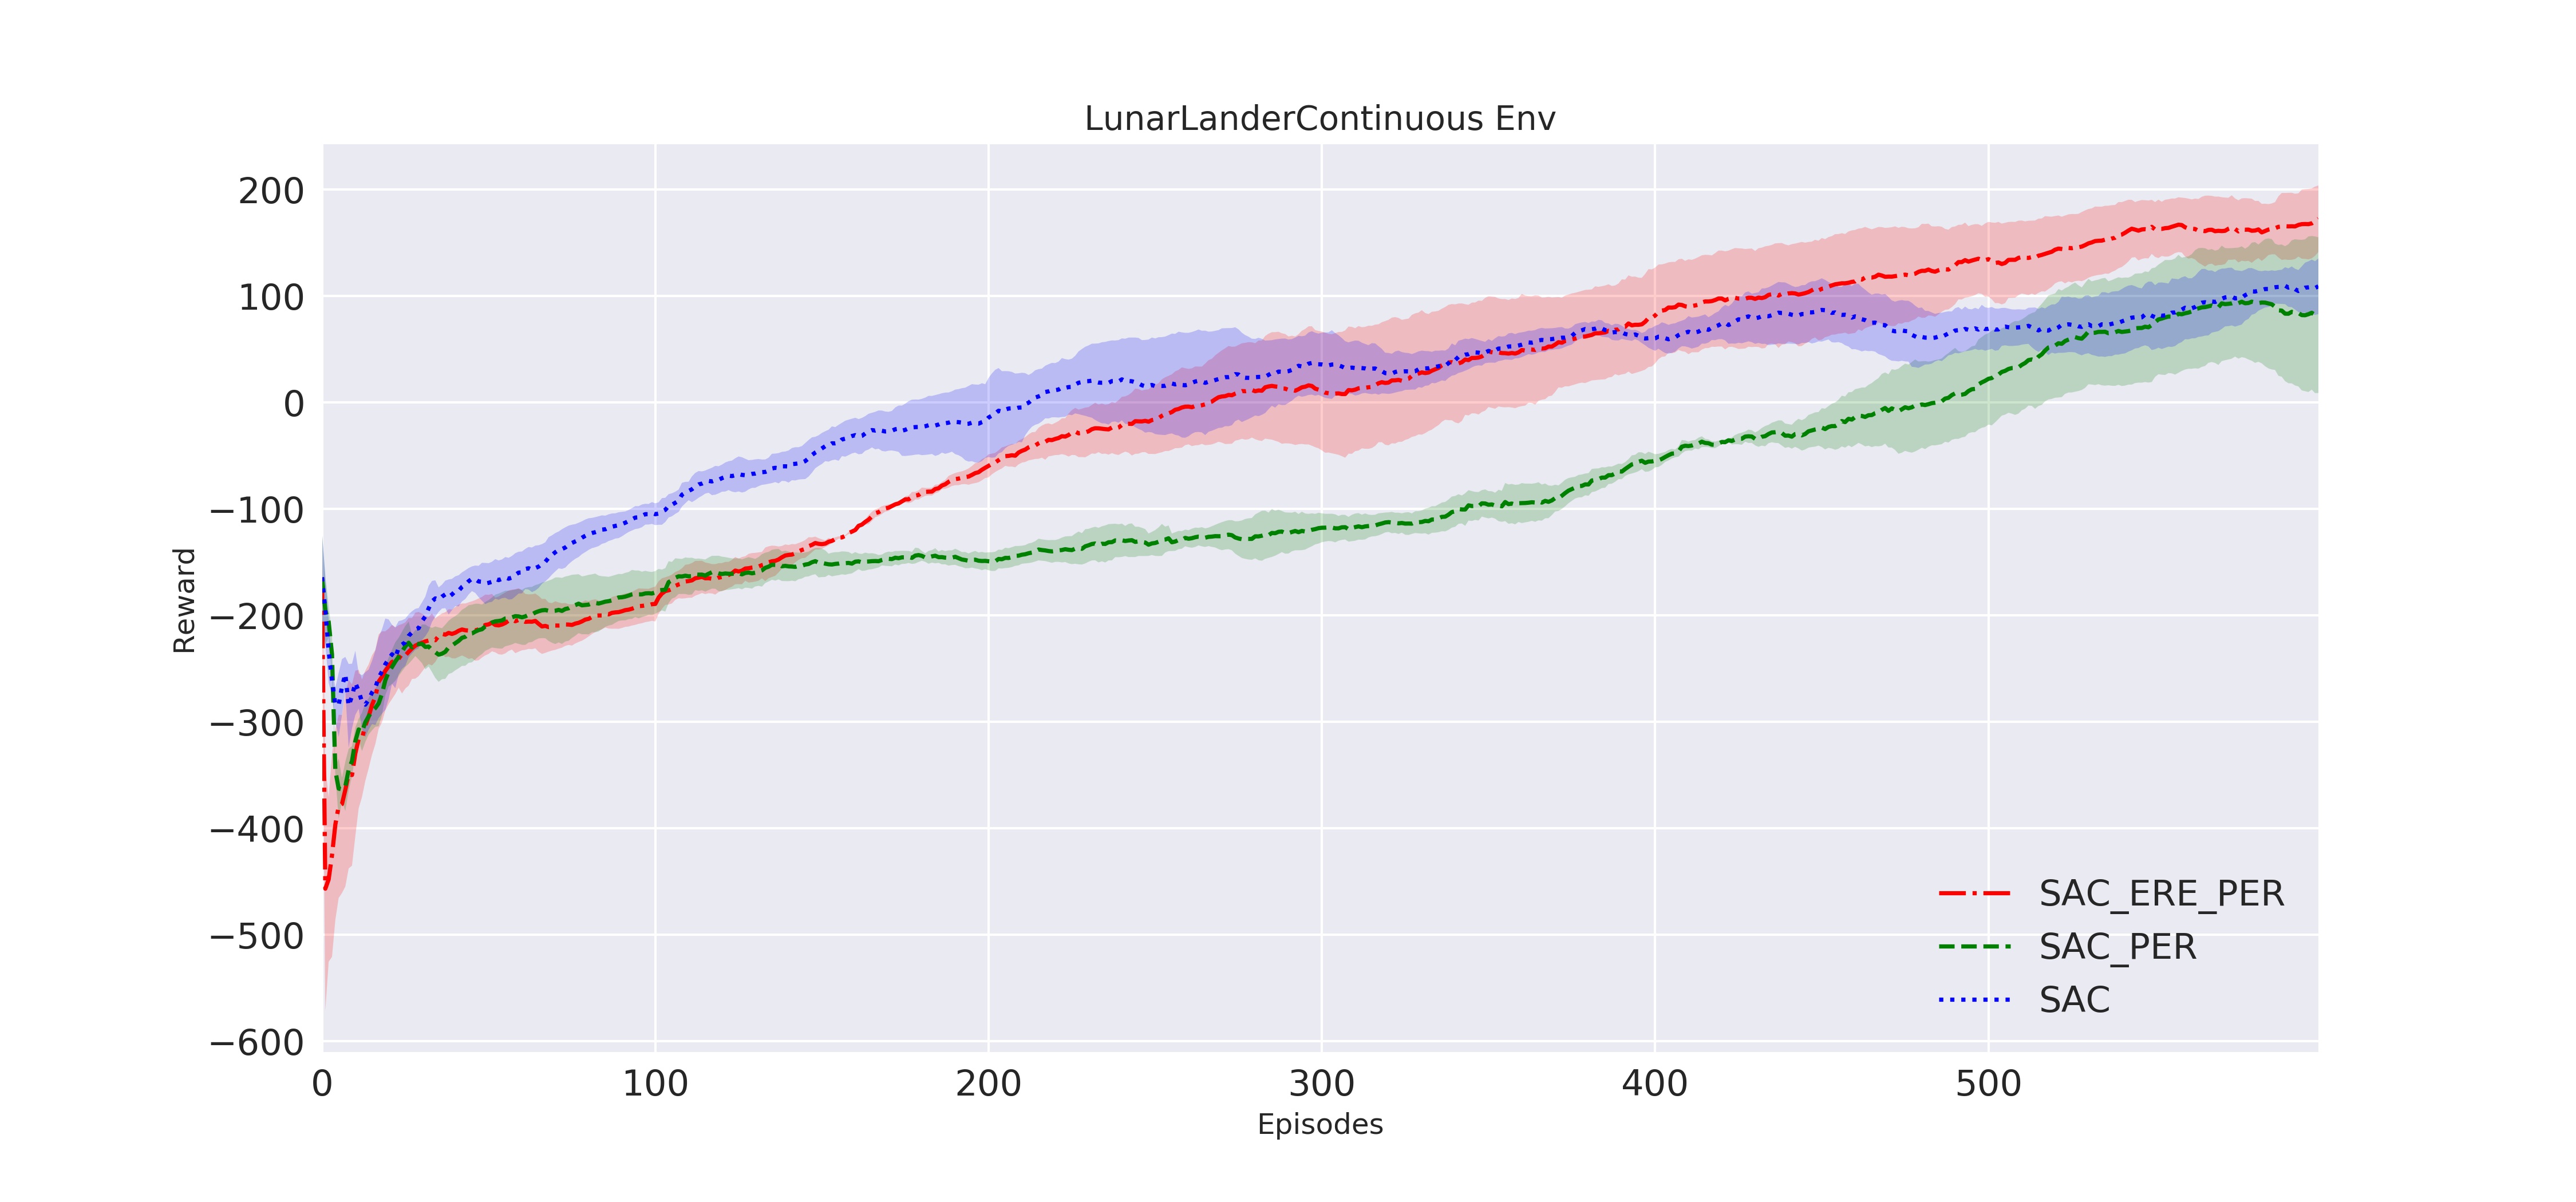 LunarLanderContinuous Env
200
100
0
−100
−200
−300
−400
−500
−600
Reward
0 100 200 300 400 500
Episodes
SAC_ERE_PER
SAC_PER
SAC